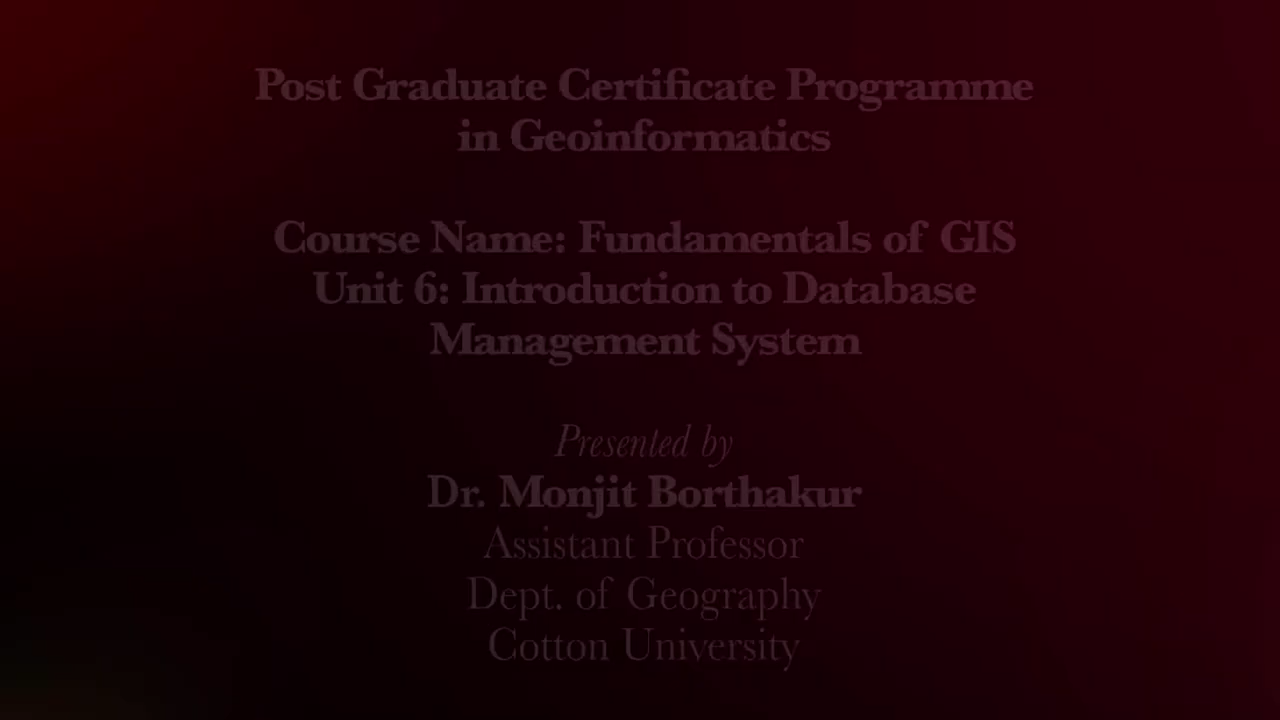 Post Graduate Certificate Programme
in Geoinformatics
Course Name: Fundamentals of GIS
Unit 6: Introduction to Database
Management System
Presented by
Dr. Monjit Borthakur
Assistant Professor
Dept. of Geography
Cotton University